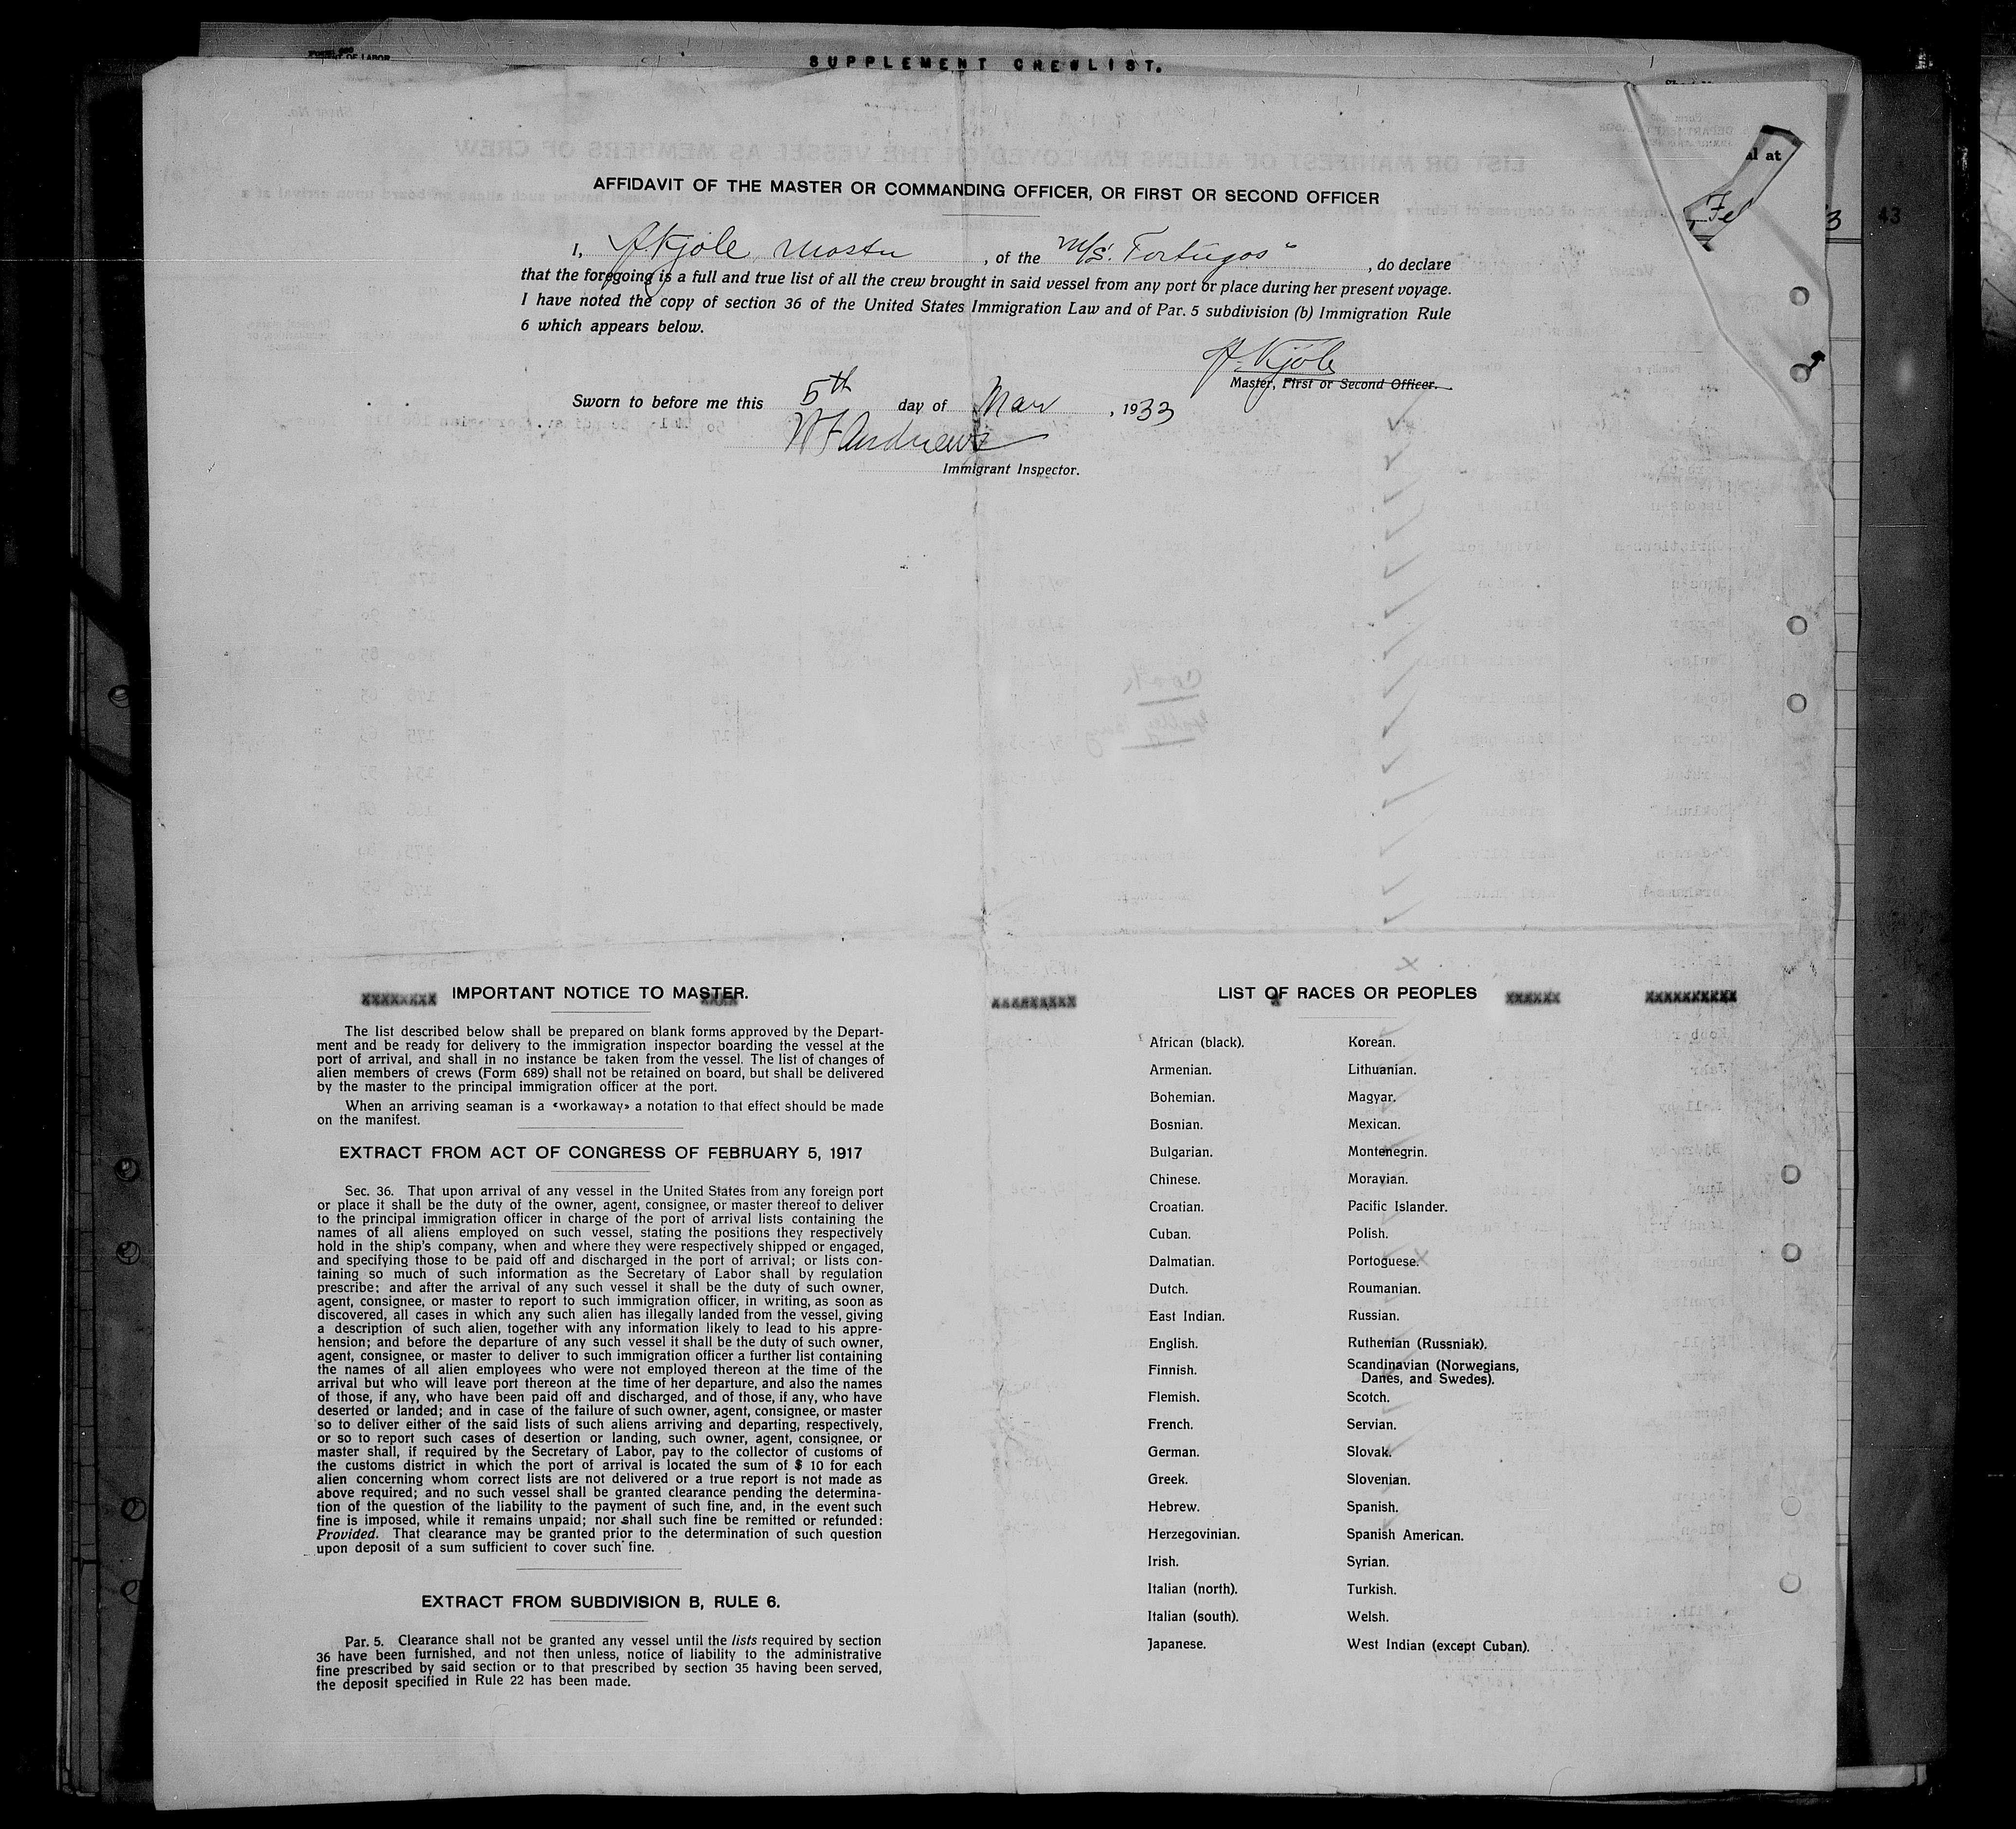 SUPPLEMENT CREWLIST.
AFFIDAVIT OF THE MASTER OR COMMANDING OFFICER, OR FIRST OR SECOND OFFICER
al at
Fe
3 43
I, A. Kjole Master, of the M/S. "Tortugas", do declare
that the foregoing is a full and true list of all the crew brought in said vessel from any port or place during her present voyage.
I have noted the copy of section 36 of the United States Immigration Law and of Par. 5 subdivision (b) Immigration Rule
6 which appears below.
A. Kjole
Master, First or Second Officer.
Sworn to before me this 5th day of Mar, 1933
W F Andrews
Immigrant Inspector.
IMPORTANT NOTICE TO MASTER.
The list described below shall be prepared on blank forms approved by the Depart-
ment and be ready for delivery to the immigration inspector boarding the vessel at the
port of arrival, and shall in no instance be taken from the vessel. The list of changes of
alien members of crews (Form 689) shall not be retained on board, but shall be delivered
by the master to the principal immigration officer at the port.
When an arriving seaman is a «workaway» a notation to that effect should be made
on the manifest.
EXTRACT FROM ACT OF CONGRESS OF FEBRUARY 5, 1917
Sec. 36. That upon arrival of any vessel in the United States from any foreign port
or place it shall be the duty of the owner, agent, consignee, or master thereof to deliver
to the principal immigration officer in charge of the port of arrival lists containing the
names of all aliens employed on such vessel, stating the positions they respectively
hold in the ship's company, when and where they were respectively shipped or engaged,
and specifying those to be paid off and discharged in the port of arrival; or lists con-
taining so much of such information as the Secretary of Labor shall by regulation
prescribe: and after the arrival of any such vessel it shall be the duty of such owner,
agent, consignee, or master to report to such immigration officer, in writing, as soon as
discovered, all cases in which any such alien has illegally landed from the vessel, giving
a description of such alien, together with any information likely to lead to his appre-
hension; and before the departure of any such vessel it shall be the duty of such owner,
agent, consignee, or master to deliver to such immigration officer a further list containing
the names of all alien employees who were not employed thereon at the time of the
arrival but who will leave port thereon at the time of her departure, and also the names
of those, if any, who have been paid off and discharged, and of those, if any, who have
deserted or landed; and in case of the failure of such owner, agent, consignee, or master
so to deliver either of the said lists of such aliens arriving and departing, respectively,
or so to report such cases of desertion or landing, such owner, agent, consignee, or
master shall, if required by the Secretary of Labor, pay to the collector of customs of
the customs district in which the port of arrival is located the sum of $ 10 for each
alien concerning whom correct lists are not delivered or a true report is not made as
above required; and no such vessel shall be granted clearance pending the determina-
tion of the question of the liability to the payment of such fine, and, in the event such
fine is imposed, while it remains unpaid; nor shall such fine be remitted or refunded:
Provided. That clearance may be granted prior to the determination of such question
upon deposit of a sum sufficient to cover such fine.
EXTRACT FROM SUBDIVISION B, RULE 6.
Par. 5. Clearance shall not be granted any vessel until the lists required by section
36 have been furnished, and not then unless, notice of liability to the administrative
fine prescribed by said section or to that prescribed by section 35 having been served,
the deposit specified in Rule 22 has been made.
LIST OF RACES OR PEOPLES
African (black).
Armenian.
Bohemian.
Bosnian.
Bulgarian.
Chinese.
Croatian.
Cuban.
Dalmatian.
Dutch.
East Indian.
English.
Finnish.
Flemish.
French.
German.
Greek.
Hebrew.
Herzegovinian.
Irish.
Italian (north).
Italian (south).
Japanese.
Korean.
Lithuanian.
Magyar.
Mexican.
Montenegrin.
Moravian.
Pacific Islander.
Polish.
Portoguese.
Roumanian.
Russian.
Ruthenian (Russniak).
Scandinavian (Norwegians,
Danes, and Swedes).
Scotch.
Servian.
Slovak.
Slovenian.
Spanish.
Spanish American.
Syrian.
Turkish.
Welsh.
West Indian (except Cuban).